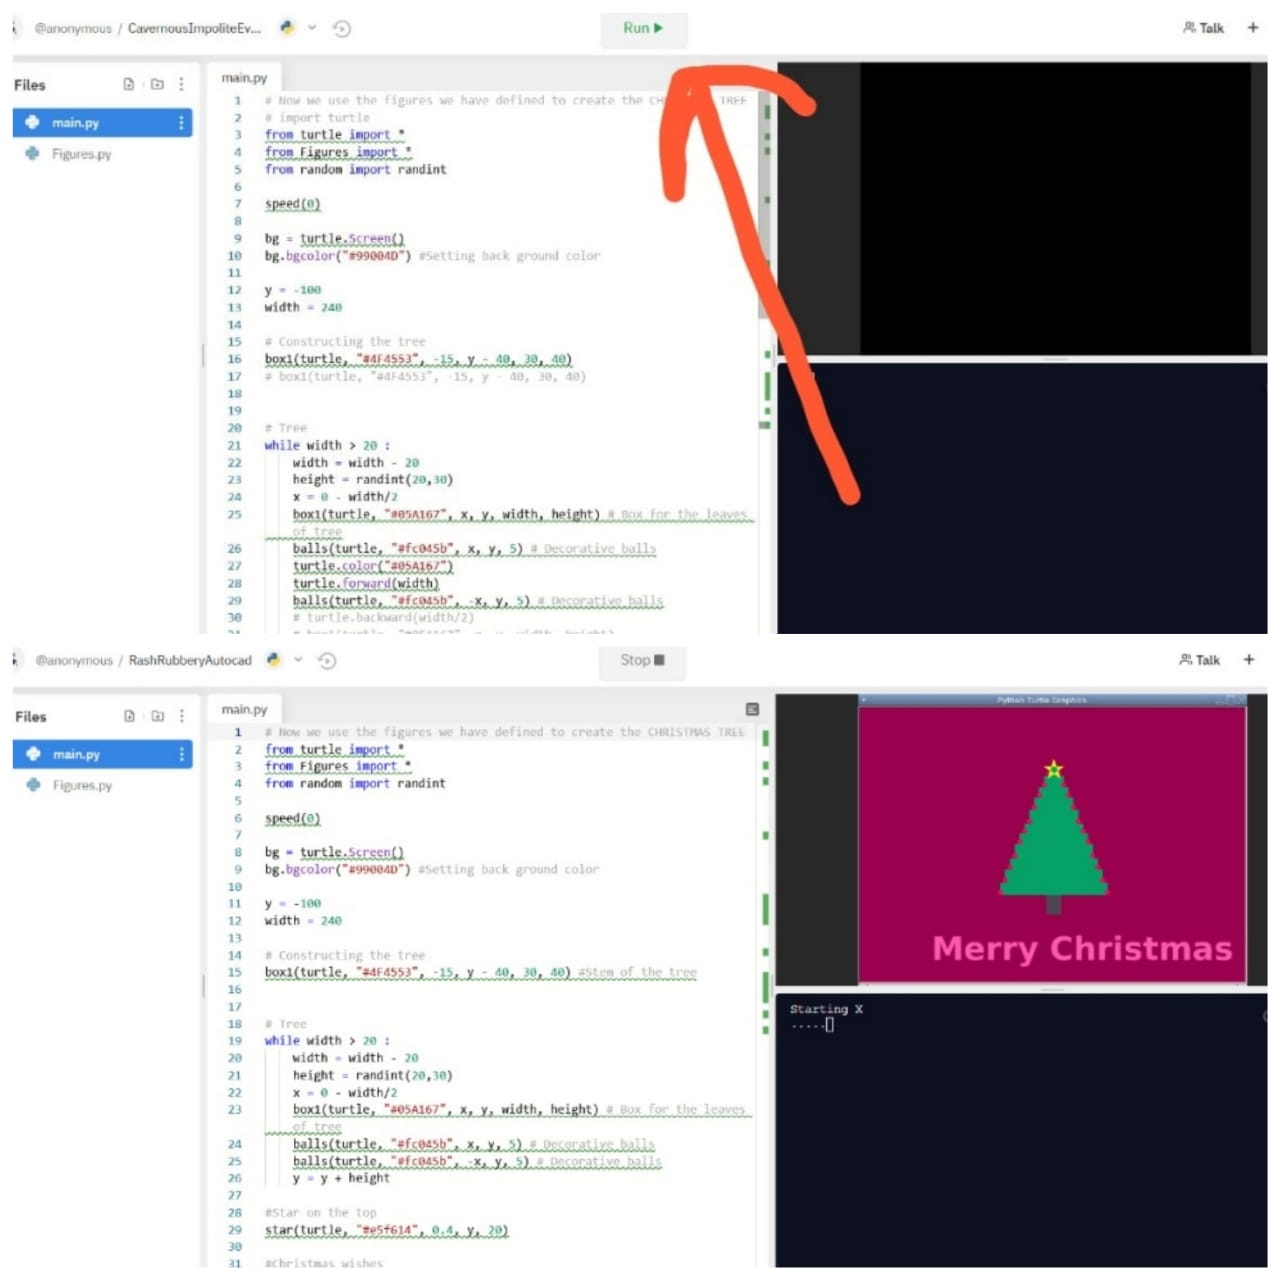 @anonymous / CavernousImpoliteEv...
Run
Talk
Files
main.py
Figures.py
main.py
1 # Now we use the figures we have defined to create the TREE
2 # import turtle
3 from turtle import *
4 from Figures import *
5 from random import randint
6
7 speed(0)
8
9 bg = turtle.Screen()
10 bg.bgcolor("#99004D") #Setting back ground color
11
12 y = -100
13 width = 240
14
15 # Constructing the tree
16 box1(turtle, "#4F4553", -15, y - 40, 30, 40)
17 # box1(turtle, "#4F4553", -15, y - 40, 30, 40)
18
19
20 # Tree
21 while width > 20 :
22 width = width - 20
23 height = randint(20,30)
24 x = 0 - width/2
25 box1(turtle, "#05A167", x, y, width, height) # Box for the leaves
of tree
26 balls(turtle, "#fc045b", x, y, 5) # Decorative balls
27 turtle.color("#05A167")
28 turtle.forward(width)
29 balls(turtle, "#fc045b", -x, y, 5) # Decorative balls
30 # turtle.backward(width/2)
@anonymous / RashRubberyAutocad
Stop
Talk
Files
main.py
Figures.py
main.py
1 # Now we use the figures we have defined to create the CHRISTMAS TREE
2 from turtle import *
3 from Figures import *
4 from random import randint
5
6 speed(0)
7
8 bg = turtle.Screen()
9 bg.bgcolor("#99004D") #Setting back ground color
10
11 y = -100
12 width = 240
13
14 # Constructing the tree
15 box1(turtle, "#4F4553", -15, y - 40, 30, 40) #Stem of the tree
16
17
18 # Tree
19 while width > 20 :
20 width = width - 20
21 height = randint(20,30)
22 x = 0 - width/2
23 box1(turtle, "#05A167", x, y, width, height) # Box for the leaves
of tree
24 balls(turtle, "#fc045b", x, y, 5) # Decorative balls
25 balls(turtle, "#fc045b", -x, y, 5) # Decorative balls
26 y = y + height
27
28 #Star on the top
29 star(turtle, "#e5f614", 0.4, y, 20)
30
31 #Christmas wishes
Python Turtle Graphics
Merry Christmas
Starting X
.....